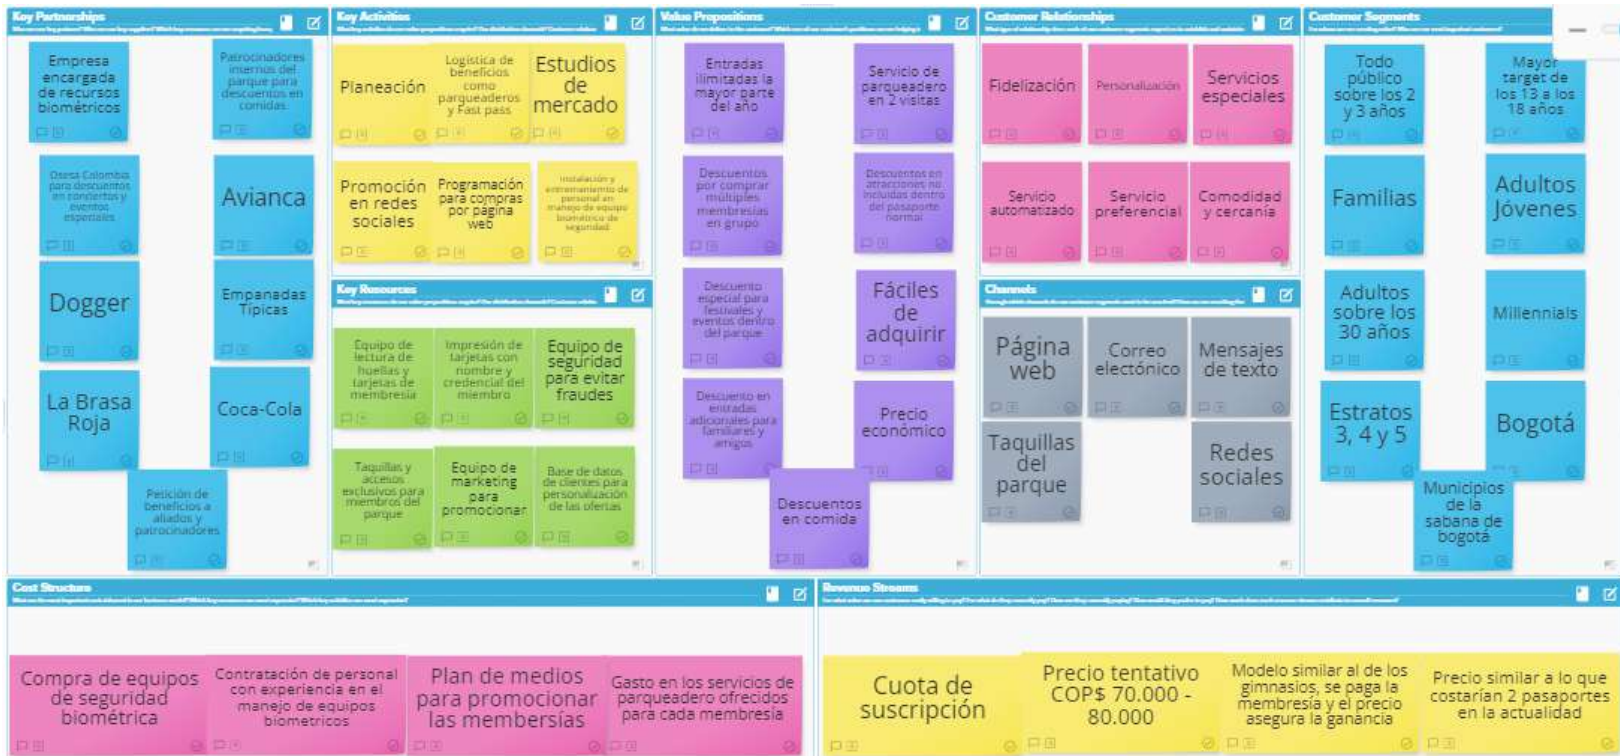 Key Partnerships
Empresa
encargada
de recursos
biométricos
Patrocinadores
internos del
parque para
descuentos en
comidas.
Ososa Colombia
para descuentos
en conciertos y
eventos
especiales
Avianca
Dogger
Empanadas
Típicas
La Brasa
Roja
Coca-Cola
Petición de
beneficios a
aliados y
patrocinadores
Key Activities
Planeación
Logística de
beneficios
como
parqueaderos
y Fast pass
Estudios
de
mercado
Promoción
en redes
sociales
Programación
para compras
por página
web
Instalación y
entrenamiento de
personal en
manejo de equipo
biométrico de
seguridad
Key Resources
Equipo de
lectura de
huellas y
tarjetas de
membresía
Impresión de
tarjetas con
nombre y
credencial del
miembro
Equipo de
seguridad
para evitar
fraudes
Taquillas y
accesos
exclusivos para
miembros del
parque
Equipo de
marketing
para
promocionar
Base de datos
de clientes para
personalización
de las ofertas
Value Propositions
Entradas
ilimitadas la
mayor parte
del año
Servicio de
parqueadero
en 2 visitas
Descuentos
por comprar
múltiples
membresías
en grupo
Descuentos en
atracciones no
incluidas dentro
del pasaporte
normal
Descuento
especial para
festivales y
eventos dentro
del parque
Fáciles
de
adquirir
Descuento en
entradas
adicionales para
familiares y
amigos
Precio
económico
Descuentos
en comida
Customer Relationships
Fidelización
Personalización
Servicios
especiales
Servicio
automatizado
Servicio
preferencial
Comodidad
y cercanía
Channels
Página
web
Correo
electónico
Mensajes
de texto
Taquillas
del
parque
Redes
sociales
Customer Segments
Todo
público
sobre los 2
y 3 años
Mayor
target de
los 13 a los
18 años
Familias
Adultos
Jóvenes
Adultos
sobre los
30 años
Millennials
Estratos
3, 4 y 5
Bogotá
Municipios
de la
sabana de
bogotá
Cost Structure
Compra de equipos
de seguridad
biométrica
Contratación de personal
con experiencia en el
manejo de equipos
biometricos
Plan de medios
para promocionar
las membersías
Gasto en los servicios de
parqueadero ofrecidos
para cada membresía
Revenue Streams
Cuota de
suscripción
Precio tentativo
COP$ 70.000 -
80.000
Modelo similar al de los
gimnasios, se paga la
membresía y el precio
asegura la ganancia
Precio similar a lo que
costarían 2 pasaportes
en la actualidad